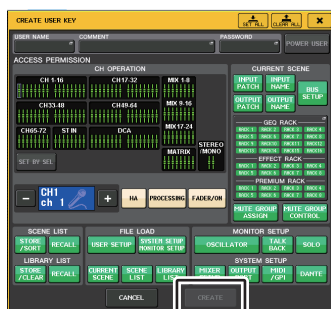 CREATE USER KEY
SET ALL
CLEAR ALL
USER NAME
COMMENT
PASSWORD
POWER USER
ACCESS PERMISSION
CH OPERATION
CH 1-16
CH17-32
MIX 1-8
CH33-48
CH49-64
MIX 9-16
CH65-72
ST IN
DCA
MIX17-24
MATRIX
STEREO
/MONO
SET BY SEL
CH1
ch 1
HA
PROCESSING
FADER/ON
CURRENT SCENE
INPUT
PATCH
INPUT
NAME
BUS
SETUP
OUTPUT
PATCH
OUTPUT
NAME
GEQ RACK
EFFECT RACK
PREMIUM RACK
MUTE GROUP
ASSIGN
MUTE GROUP
CONTROL
SCENE LIST
STORE
/SORT
RECALL
FILE LOAD
USER SETUP
SYSTEM SETUP
MONITOR SETUP
MONITOR SETUP
OSCILLATOR
TALK
BACK
SOLO
LIBRARY LIST
STORE
/CLEAR
RECALL
CURRENT
SCENE
SCENE
LIST
LIBRARY
LIST
SYSTEM SETUP
MIXER
OUTPUT
MIDI
/GPI
DANTE
CANCEL
CREATE